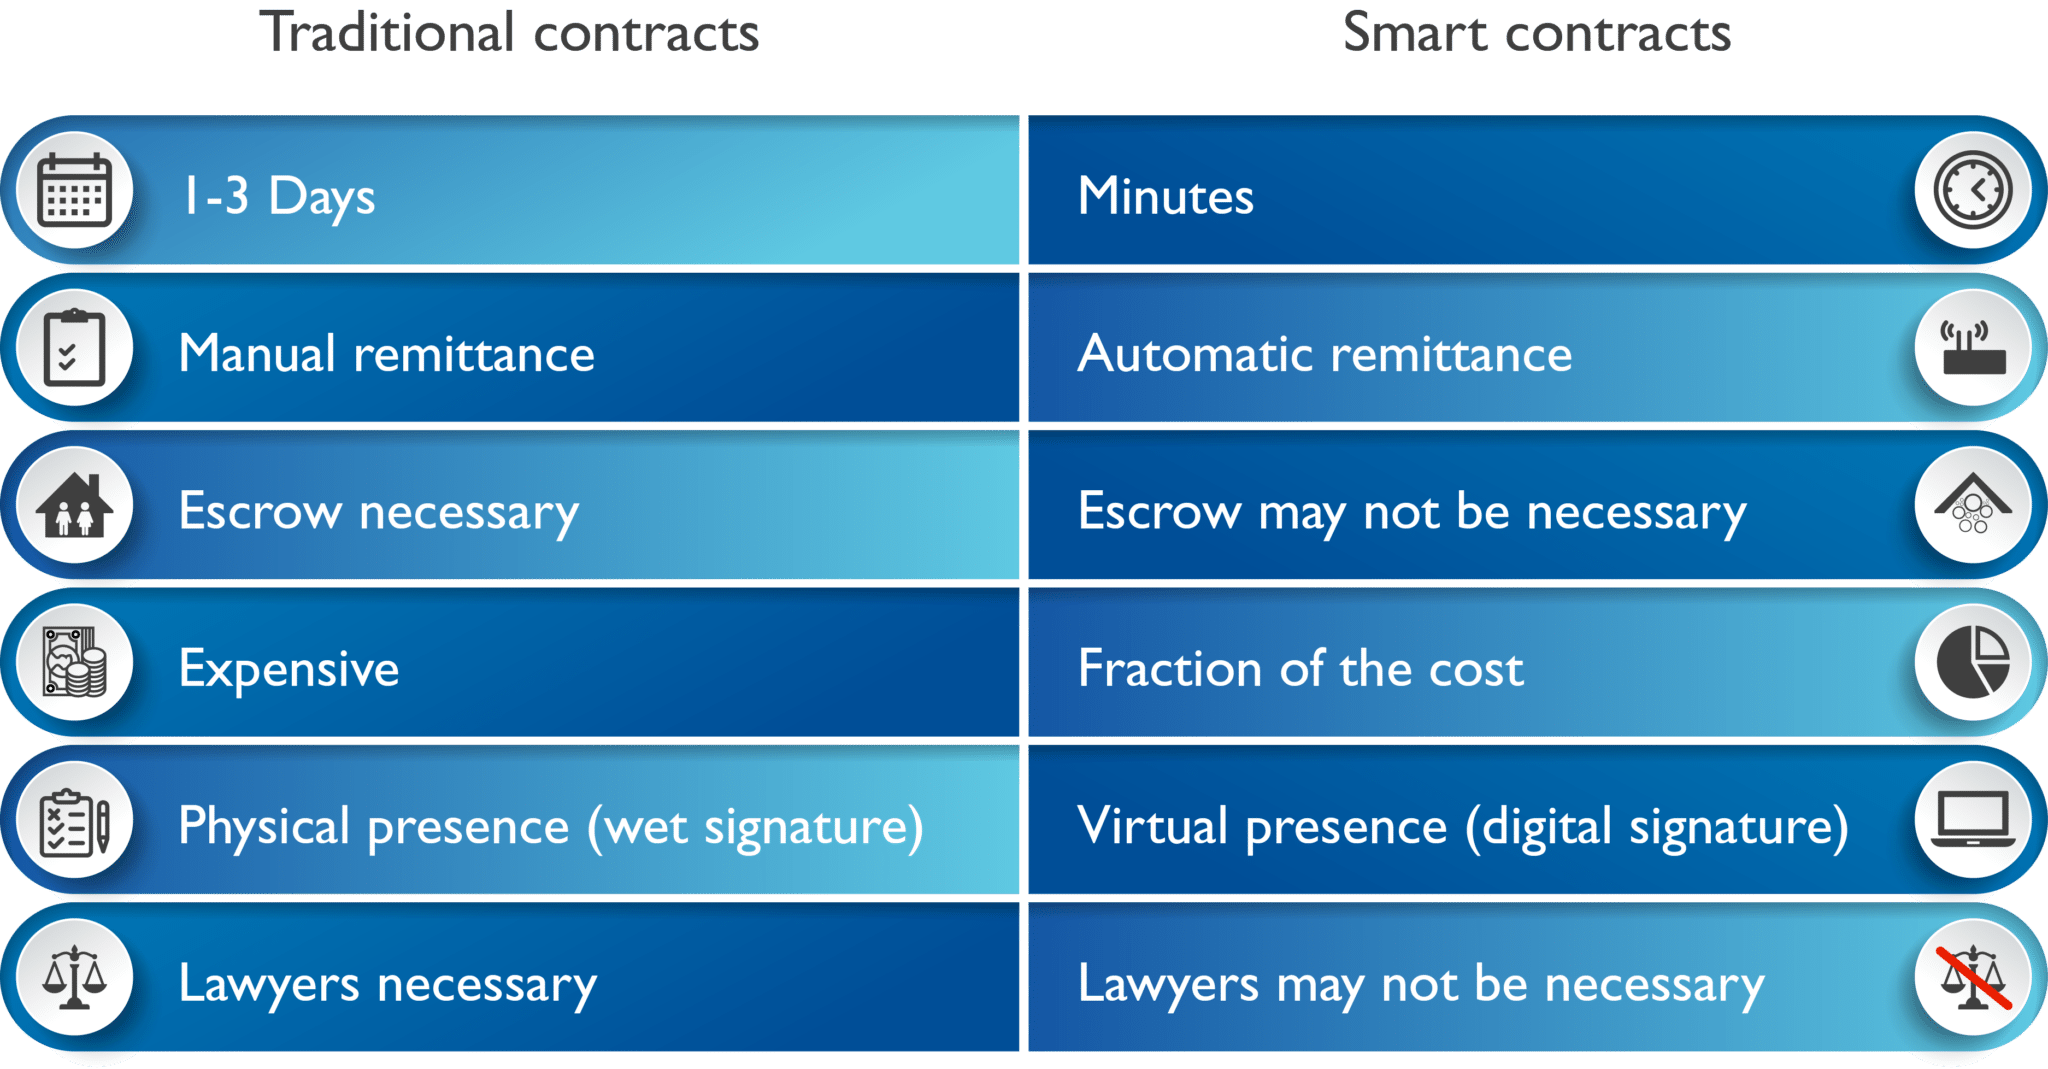 Traditional contracts
Smart contracts
1-3 Days
Minutes
Manual remittance
Automatic remittance
Escrow necessary
Escrow may not be necessary
Expensive
Fraction of the cost
Physical presence (wet signature)
Virtual presence (digital signature)
Lawyers necessary
Lawyers may not be necessary